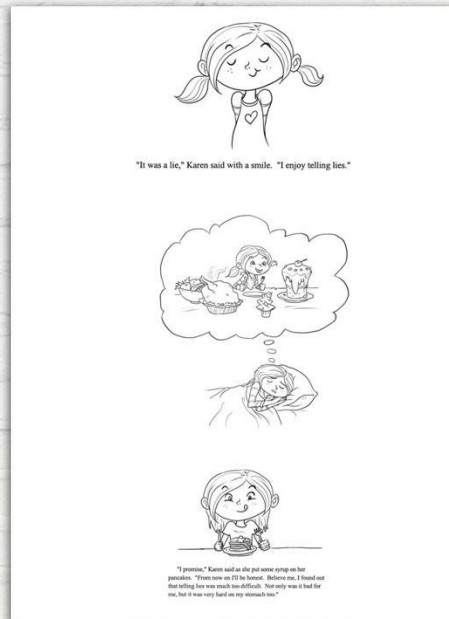 "It was a lie," Karen said with a smile.  "I enjoy telling lies."
"I promise," Karen said as she put some syrup on her
pancakes.  "From now on I'll be honest.  Believe me, I found out
that telling lies was much too difficult.  Not only was it bad for
me, but it was very hard on my stomach too."